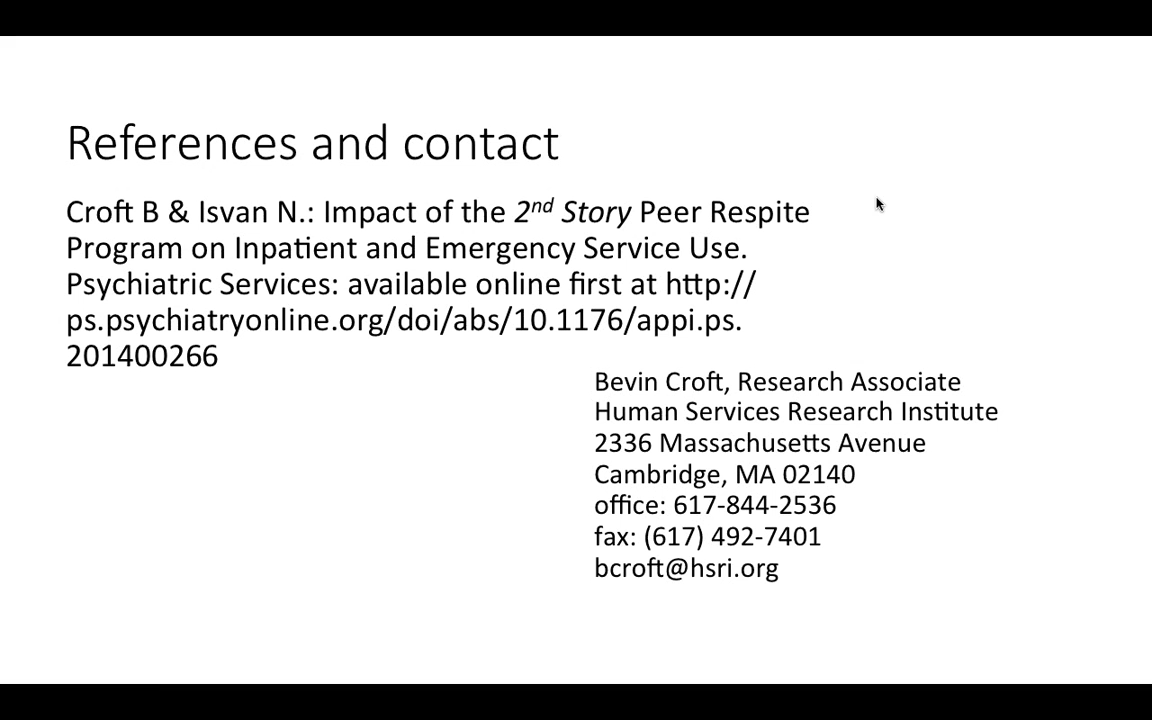 References and contact
Croft B & Isvan N.: Impact of the 2nd Story Peer Respite
Program on Inpatient and Emergency Service Use.
Psychiatric Services: available online first at http://
ps.psychiatryonline.org/doi/abs/10.1176/appi.ps.
201400266
Bevin Croft, Research Associate
Human Services Research Institute
2336 Massachusetts Avenue
Cambridge, MA 02140
office: 617-844-2536
fax: (617) 492-7401
bcroft@hsri.org